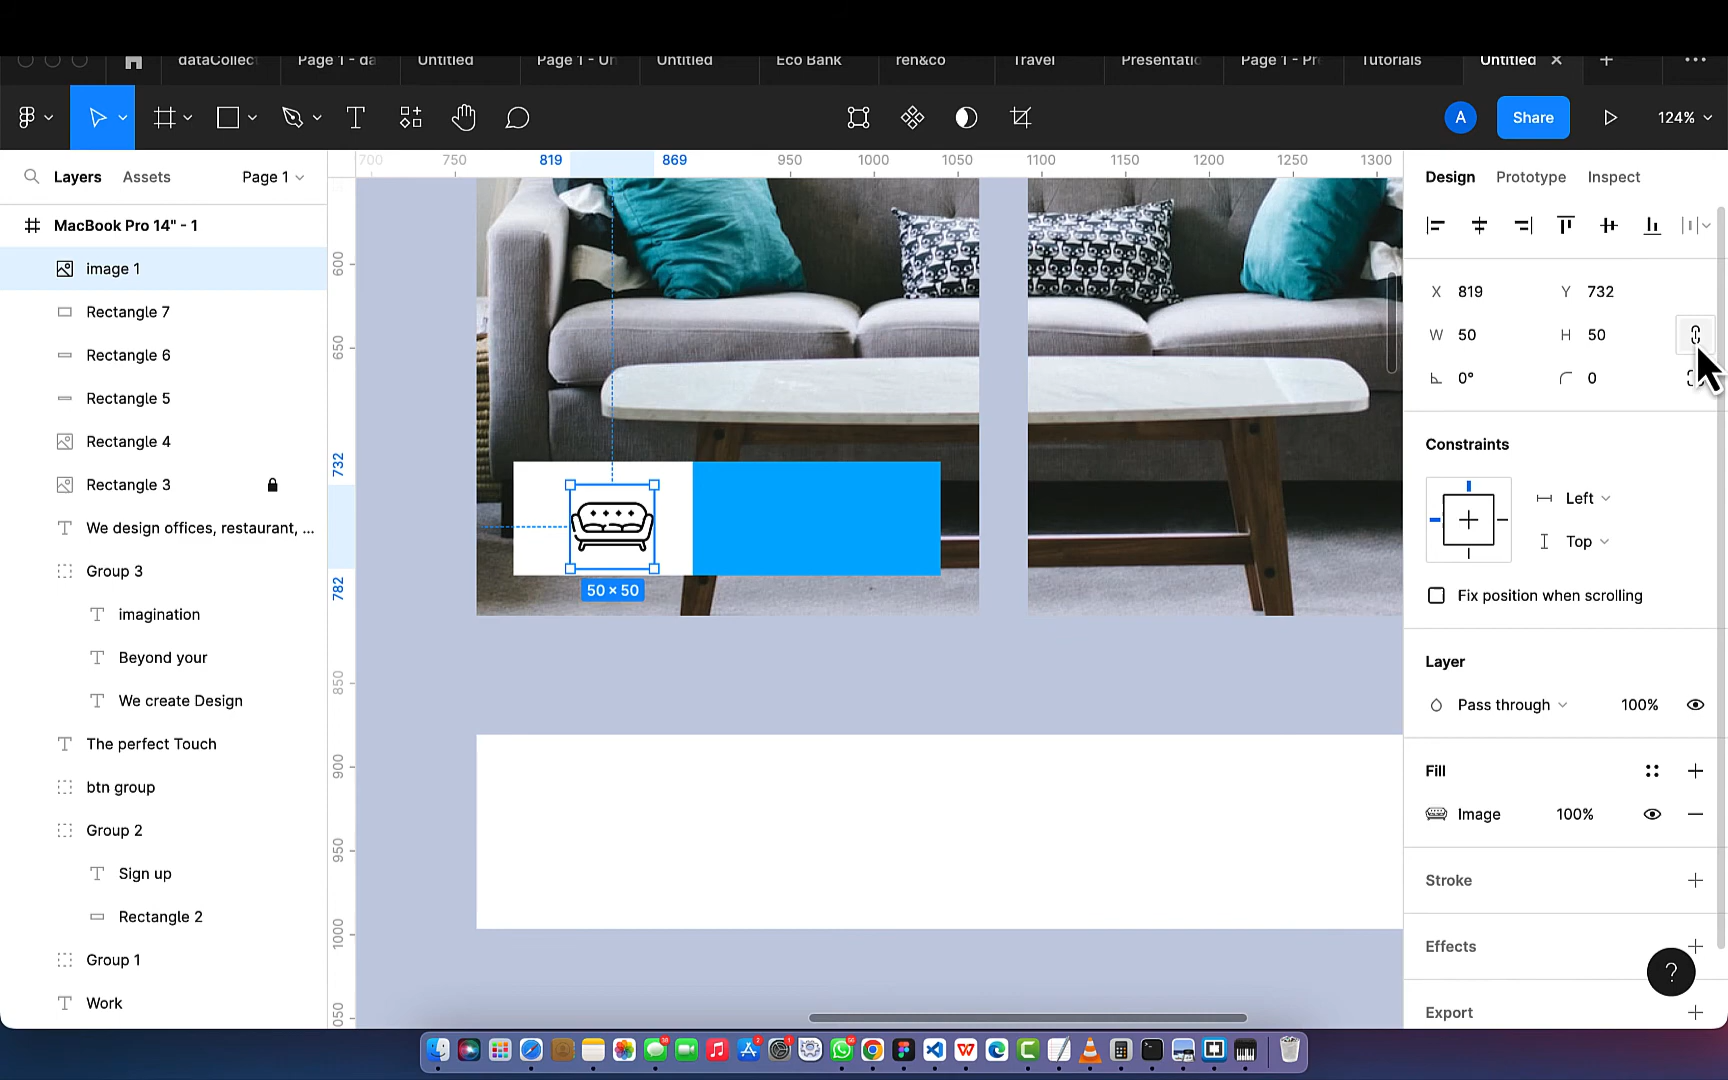 dataCollec
Page 1 - da
Untitled
Page 1 - Un
Untitled
Eco Bank
ren&co
Travel
Presentatic
Page 1 - Pr
Tutorials
Untitled
A
Share
124%
Layers
Assets
Page 1
700
750
819
869
950
1000
1050
1100
1150
1200
1250
1300
Design
Prototype
Inspect
MacBook Pro 14" - 1
image 1
Rectangle 7
Rectangle 6
Rectangle 5
Rectangle 4
Rectangle 3
We design offices, restaurant, ...
Group 3
imagination
Beyond your
We create Design
The perfect Touch
btn group
Group 2
Sign up
Rectangle 2
Group 1
Work
600
650
732
782
850
900
950
1000
050
50 × 50
X 819
Y 732
W 50
H 50
0°
0
Constraints
Left
Top
Fix position when scrolling
Layer
Pass through
100%
Fill
Image
100%
Stroke
Effects
?
Export